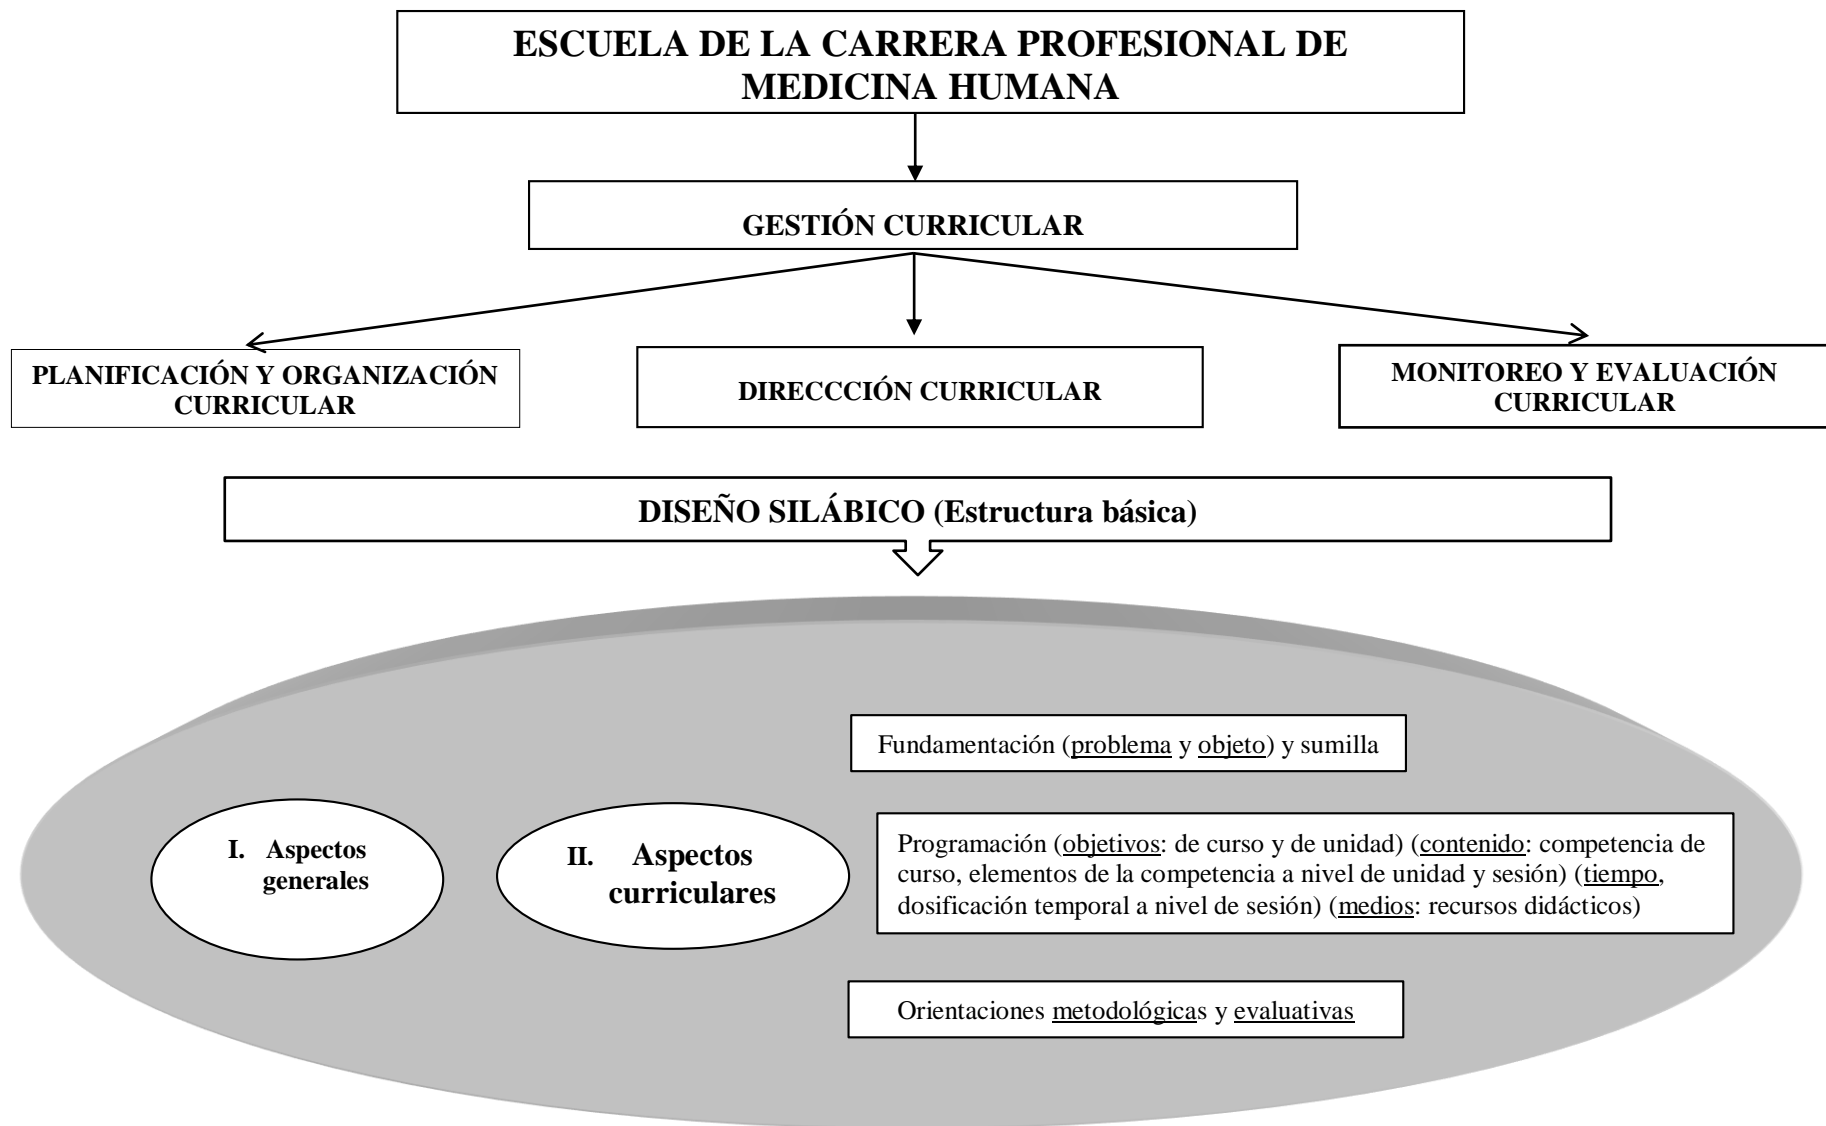 ESCUELA DE LA CARRERA PROFESIONAL DE
MEDICINA HUMANA
GESTIÓN CURRICULAR
PLANIFICACIÓN Y ORGANIZACIÓN
CURRICULAR
DIRECCCIÓN CURRICULAR
MONITOREO Y EVALUACIÓN
CURRICULAR
DISEÑO SILÁBICO (Estructura básica)
Fundamentación (problema y objeto) y sumilla
I. Aspectos
generales
II. Aspectos
curriculares
Programación (objetivos: de curso y de unidad) (contenido: competencia de
curso, elementos de la competencia a nivel de unidad y sesión) (tiempo,
dosificación temporal a nivel de sesión) (medios: recursos didácticos)
Orientaciones metodológicas y evaluativas